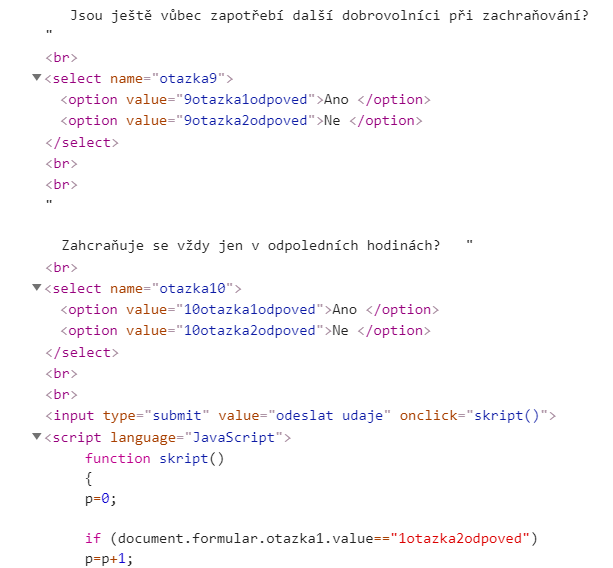 Jsou ještě vůbec zapotřebí další dobrovolníci při zachraňování?
"
<br>
▼<select name="otazka9">
<option value="9otazka1odpoved">Ano </option>
<option value="9otazka2odpoved">Ne </option>
</select>
<br>
<br>
"
Zahcraňuje se vždy jen v odpoledních hodinách? "
<br>
▼<select name="otazka10">
<option value="10otazka1odpoved">Ano </option>
<option value="10otazka2odpoved">Ne </option>
</select>
<br>
<br>
<input type="submit" value="odeslat udaje" onclick="skript()">
▼<script language="JavaScript">
function skript()
{
p=0;
if (document.formular.otazka1.value=="1otazka2odpoved")
p=p+1;